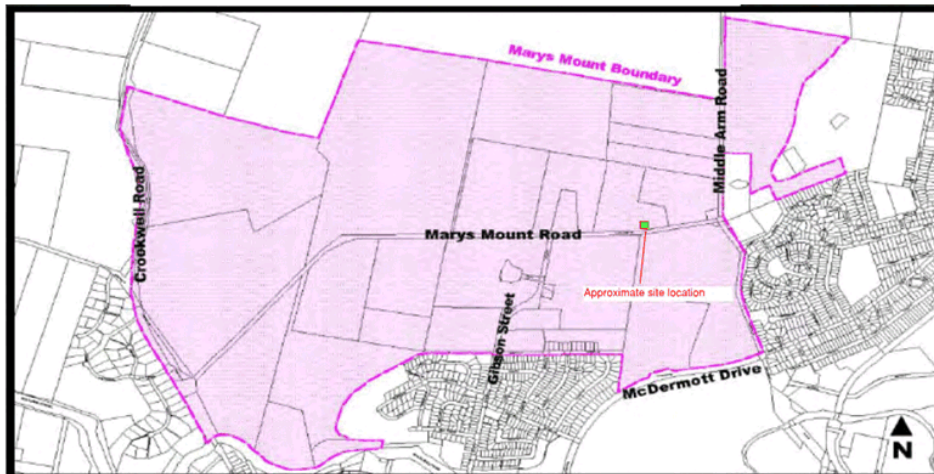 Marys Mount Boundary
Middle Arm Road
Crookwell Road
Marys Mount Road
Approximate site location
Gibson Street
McDermott Drive
N